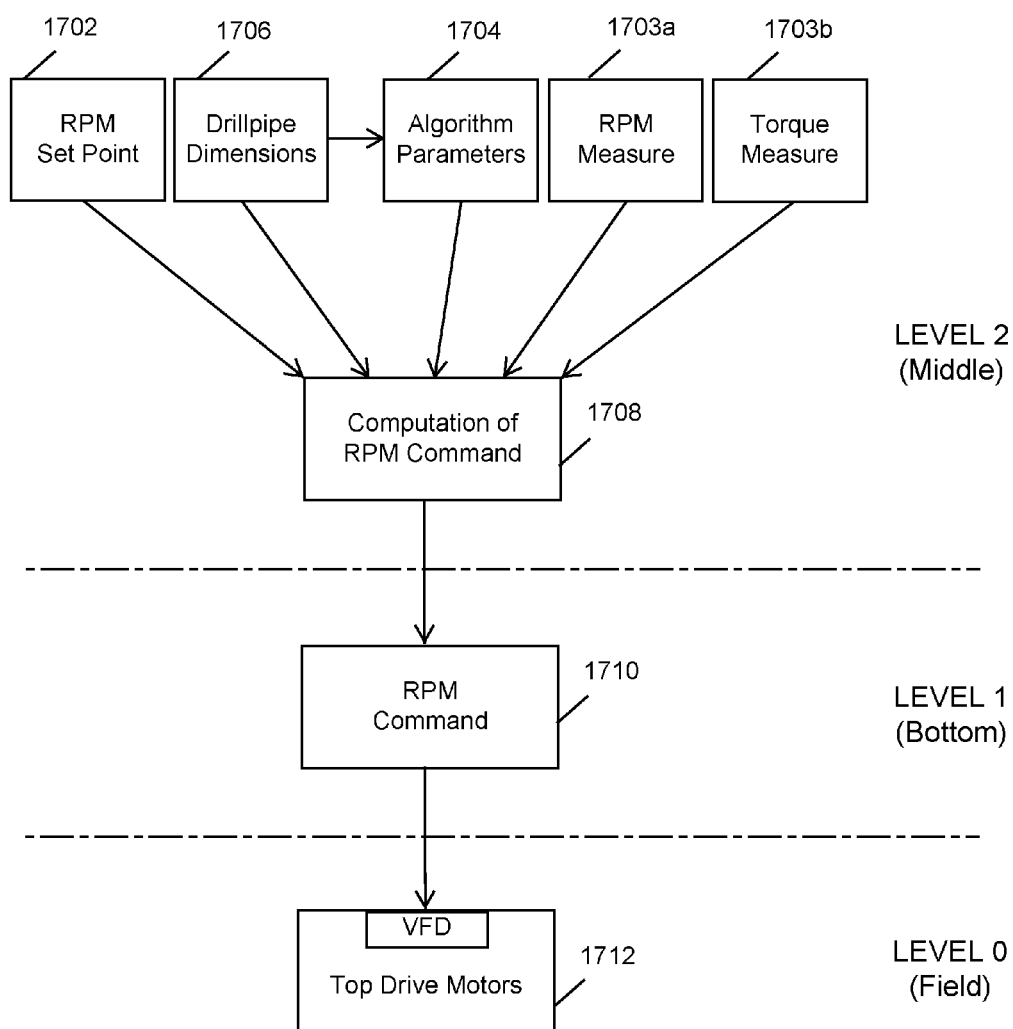 1702
1706
1704
1703a
1703b
RPM
Set Point
Drillpipe
Dimensions
Algorithm
Parameters
RPM
Measure
Torque
Measure
LEVEL 2
(Middle)
Computation of
RPM Command
1708
RPM
Command
1710
LEVEL 1
(Bottom)
VFD
Top Drive Motors
1712
LEVEL 0
(Field)